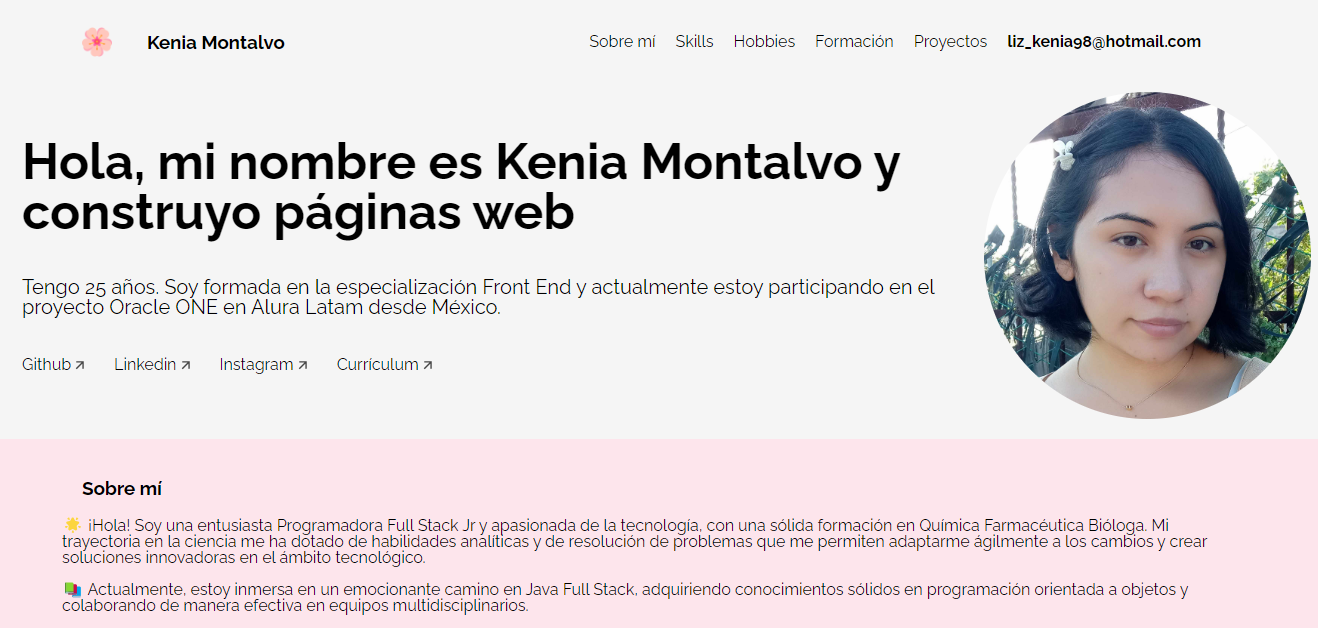 Kenia Montalvo
Sobre mí
Skills
Hobbies
Formación
Proyectos
liz_kenia98@hotmail.com
Hola, mi nombre es Kenia Montalvo y
construyo páginas web
Tengo 25 años. Soy formada en la especialización Front End y actualmente estoy participando en el
proyecto Oracle ONE en Alura Latam desde México.
Github
Linkedin
Instagram
Currículum
Sobre mí
🌟 ¡Hola! Soy una entusiasta Programadora Full Stack Jr y apasionada de la tecnología, con una sólida formación en Química Farmacéutica Bióloga. Mi
trayectoria en la ciencia me ha dotado de habilidades analíticas y de resolución de problemas que me permiten adaptarme ágilmente a los cambios y crear
soluciones innovadoras en el ámbito tecnológico.
📚 Actualmente, estoy inmersa en un emocionante camino en Java Full Stack, adquiriendo conocimientos sólidos en programación orientada a objetos y
colaborando de manera efectiva en equipos multidisciplinarios.